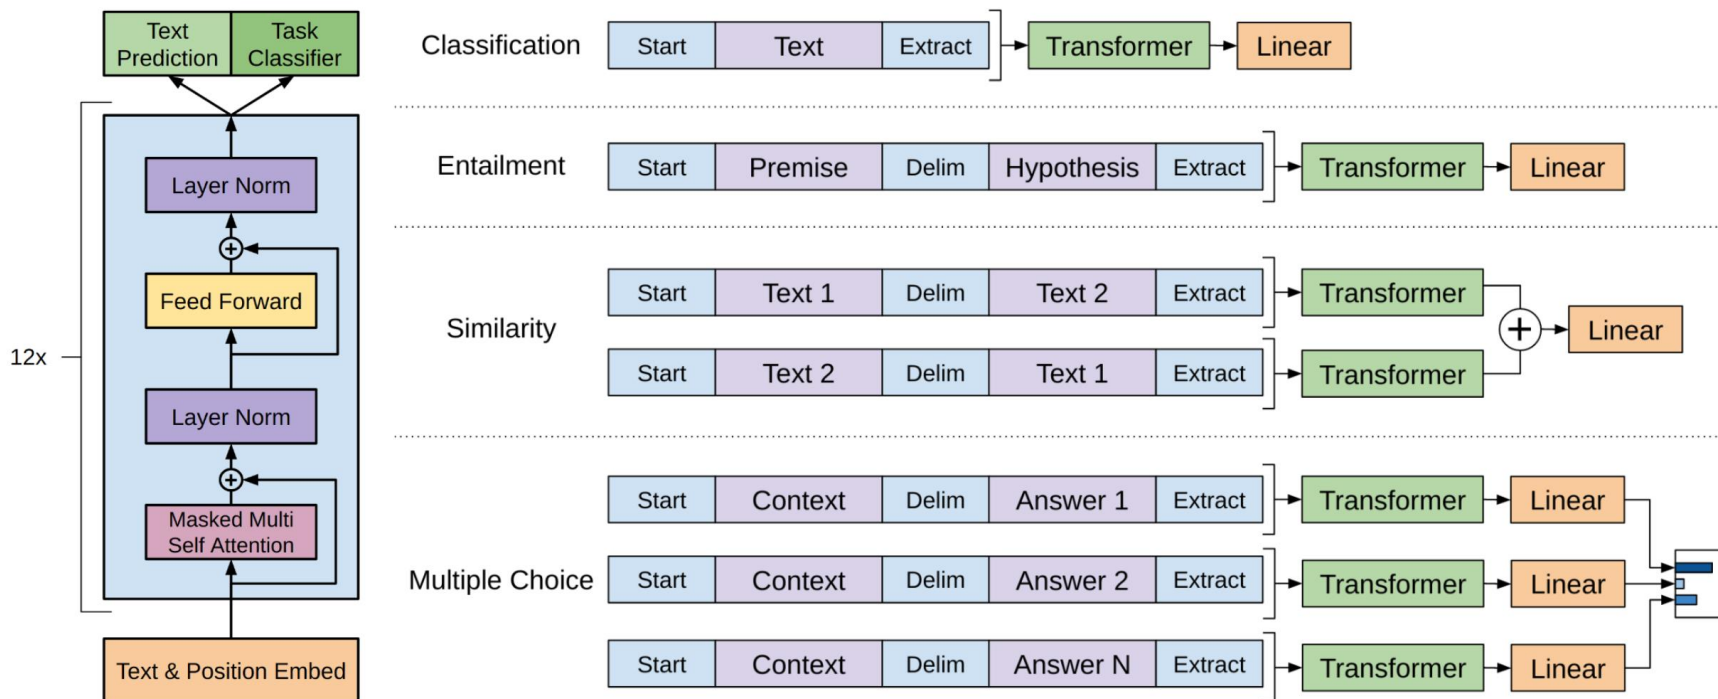 Text
Prediction
Task
Classifier
12x
Layer Norm
+
Feed Forward
Layer Norm
+
Masked Multi
Self Attention
Text & Position Embed
Classification
Start Text Extract Transformer Linear
Entailment
Start Premise Delim Hypothesis Extract Transformer Linear
Similarity
Start Text 1 Delim Text 2 Extract Transformer
+ Linear
Start Text 2 Delim Text 1 Extract Transformer
Multiple Choice
Start Context Delim Answer 1 Extract Transformer Linear
Start Context Delim Answer 2 Extract Transformer Linear
Start Context Delim Answer N Extract Transformer Linear